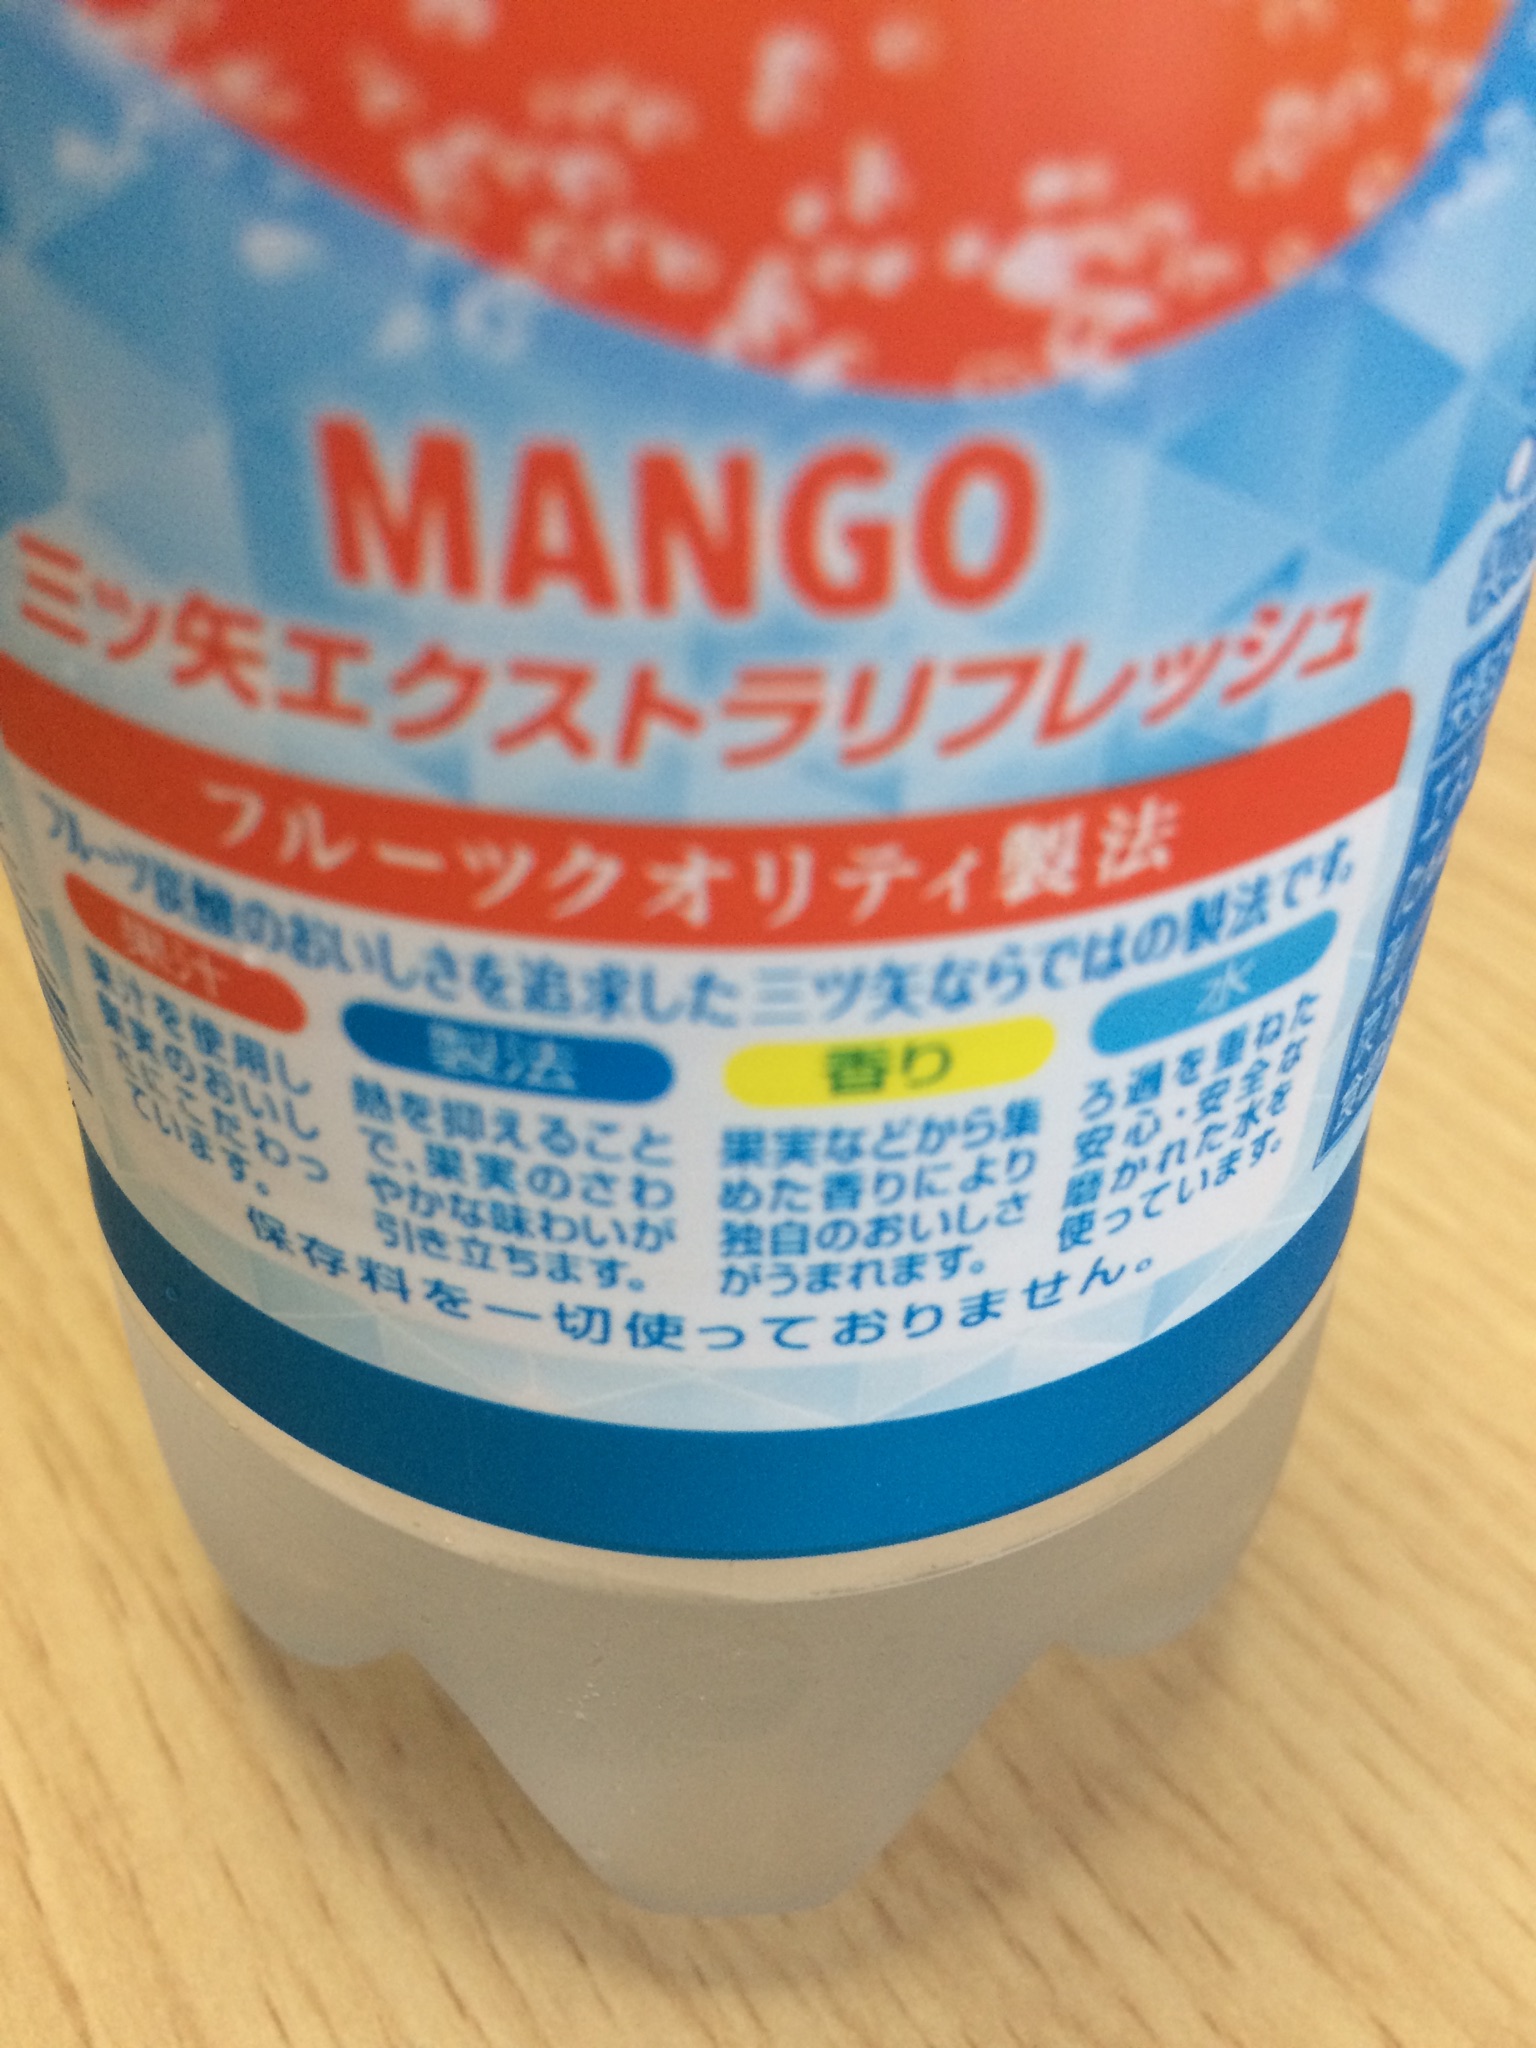 MANGO
三ツ矢エクストラリフレッシュ
フルーツクオリティ製法
フルーツ炭酸のおいしさを追求した三ツ矢ならではの製法です。
果汁
果汁を使用し
果実のおいし
さにこだわっ
ています。
製法
熱を抑えること
で、果実のさわ
やかな味わいが
引き立ちます。
香り
果実などから集
めた香りにより
独自のおいしさ
がうまれます。
水
ろ過を重ねた
安心・安全な
磨かれた水を
使っています。
保存料を一切使っておりません。